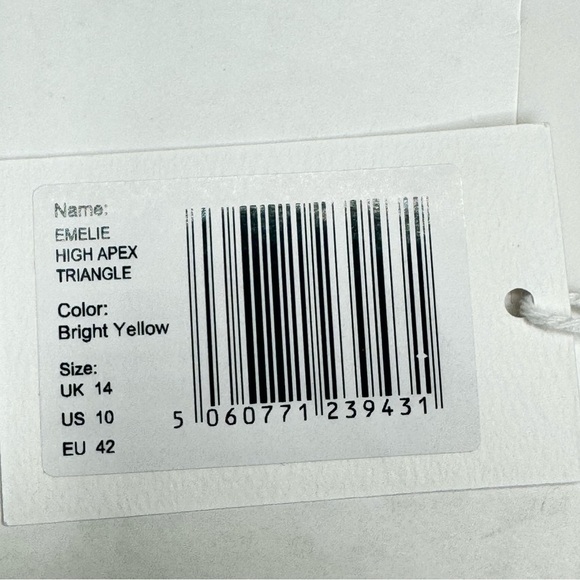 Name:
EMELIE
HIGH APEX
TRIANGLE
Color:
Bright Yellow
Size:
UK 14
US 10
EU 42
5 060771 239431